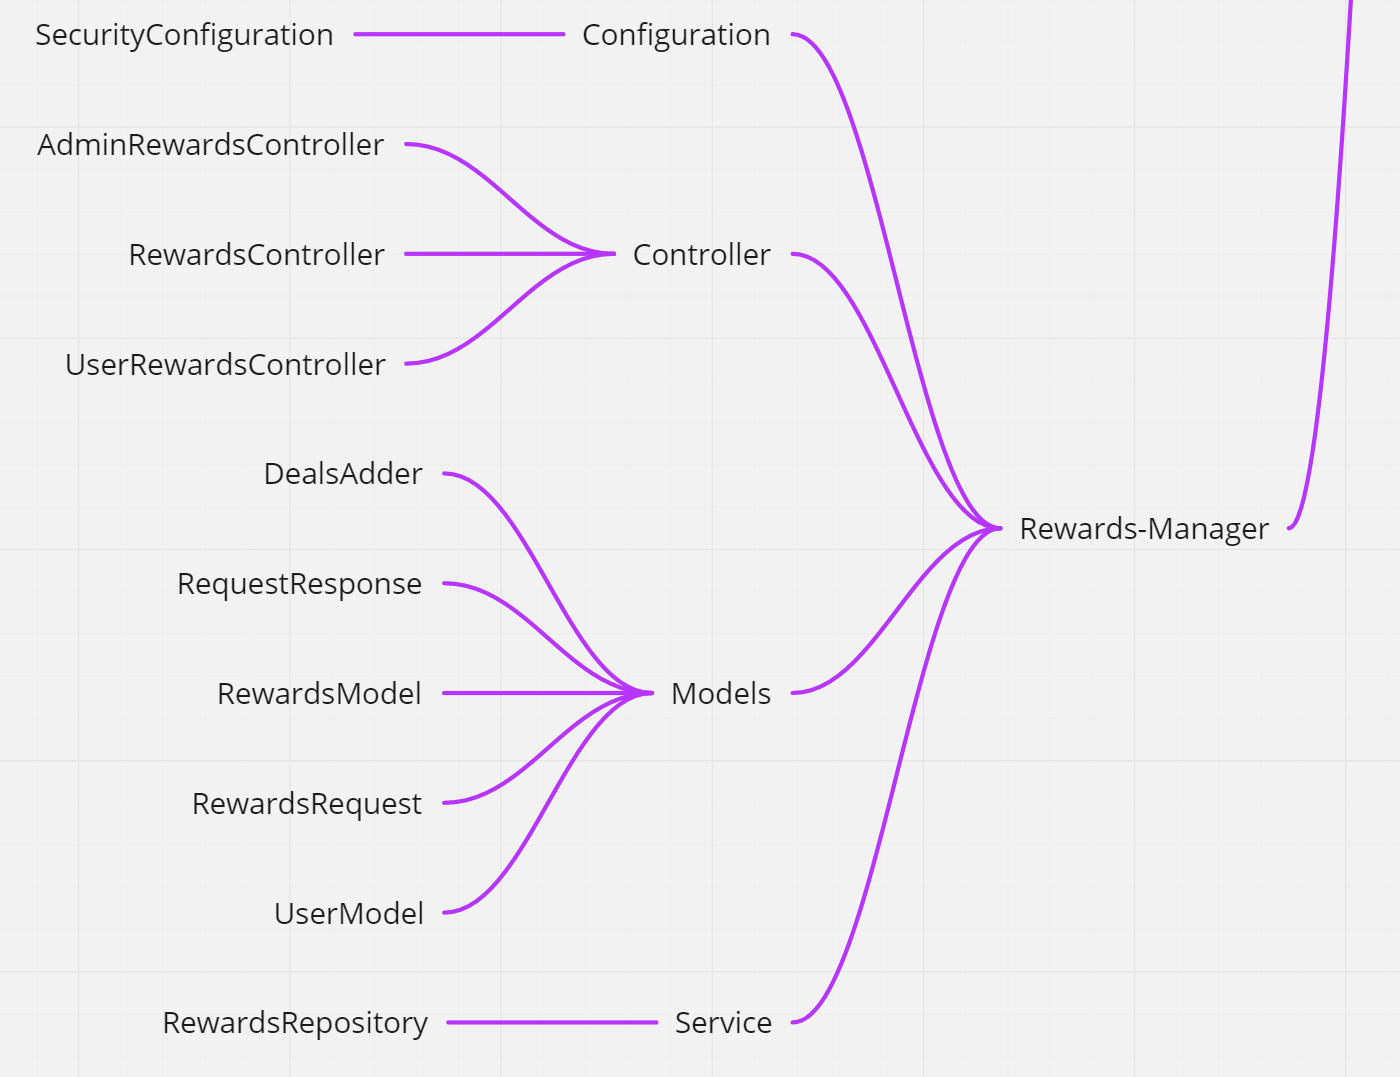 SecurityConfiguration
Configuration
AdminRewardsController
RewardsController
Controller
UserRewardsController
DealsAdder
Rewards-Manager
RequestResponse
RewardsModel
Models
RewardsRequest
UserModel
RewardsRepository
Service